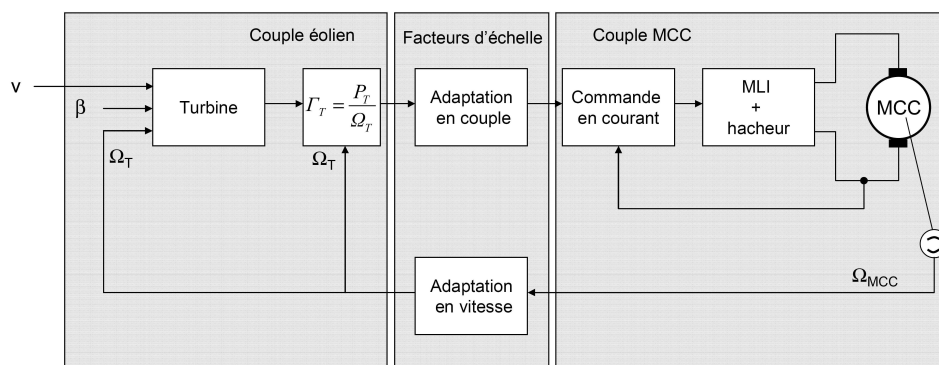 Couple éolien
Facteurs d'échelle
Couple MCC
v
β
Ω_T
Turbine
Γ_T = P_T / Ω_T
Ω_T
Adaptation
en couple
Commande
en courant
MLI
+
hacheur
MCC
Adaptation
en vitesse
Ω_MCC